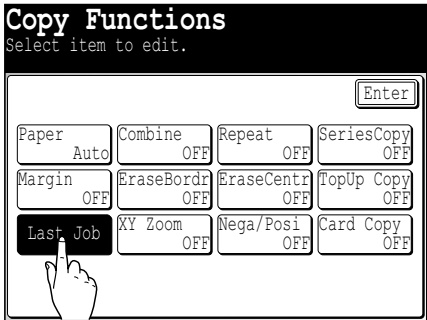 Copy Functions
Select item to edit.
Enter
Paper Combine Repeat SeriesCopy
Auto OFF OFF OFF
Margin EraseBordr EraseCentr TopUp Copy
OFF OFF OFF OFF
Last Job XY Zoom Nega/Posi Card Copy
OFF OFF OFF